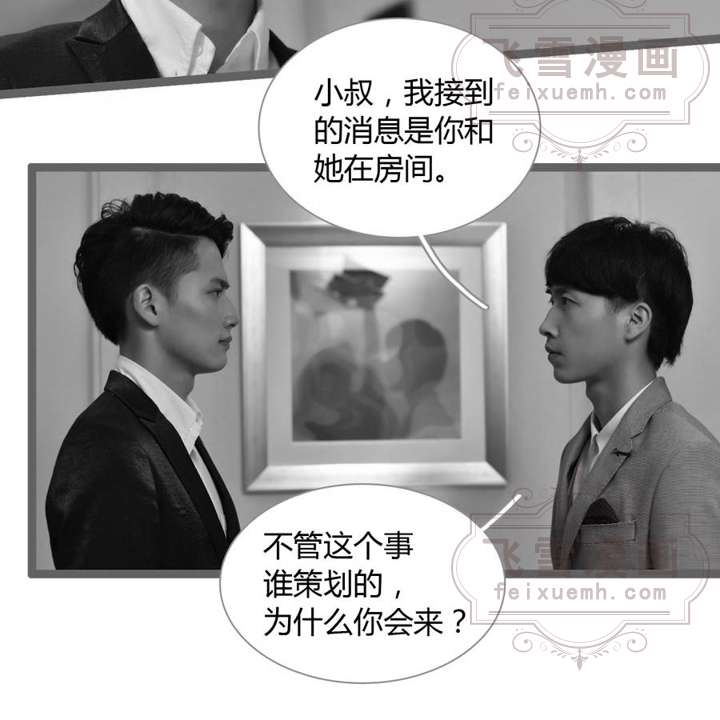 飞雪漫画
feixuemh.com
小叔，我接到
的消息是你和
她在房间。
不管这个事
谁策划的，
为什么你会来？
飞雪漫画
feixuemh.com